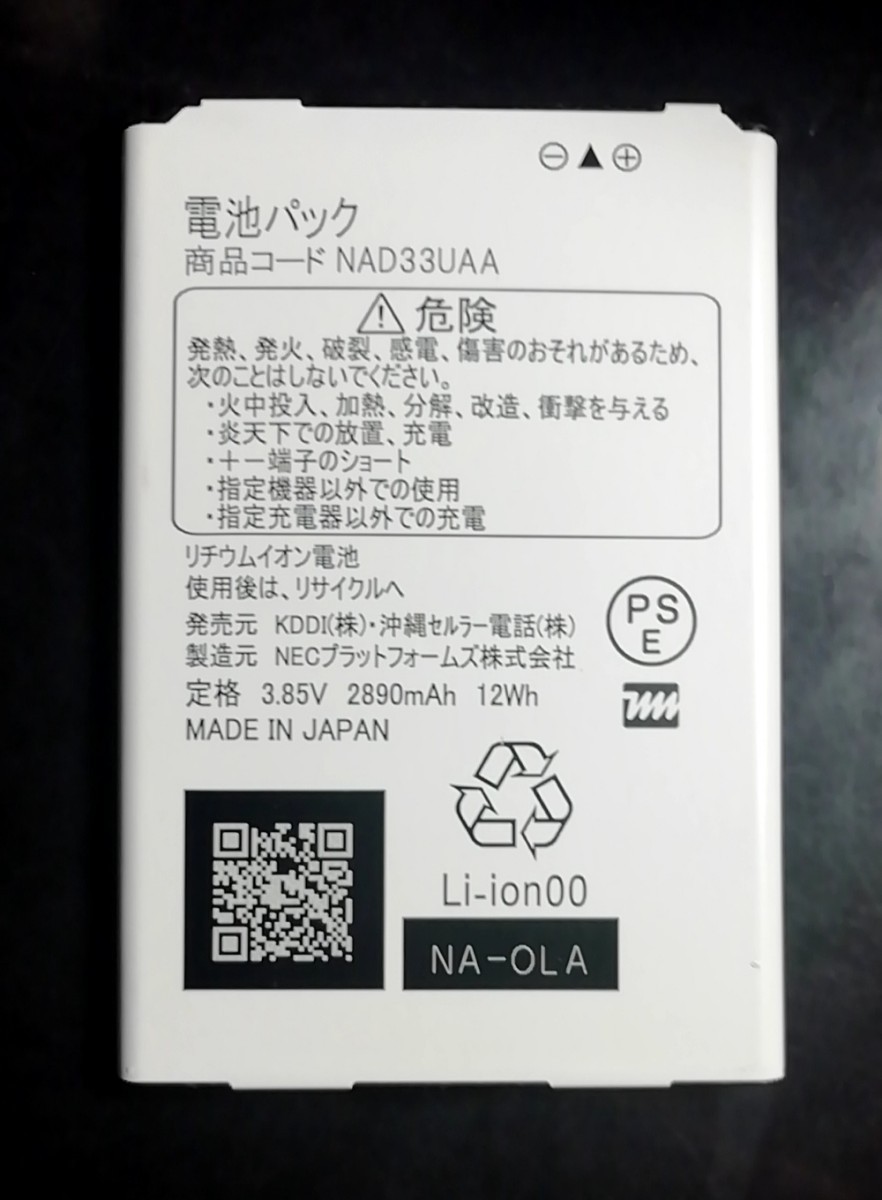 ⊖▲⊕
電池パック
商品コード NAD33UAA
⚠危険
発熱、発火、破裂、感電、傷害のおそれがあるため、
次のことはしないでください。
・火中投入、加熱、分解、改造、衝撃を与える
・炎天下での放置、充電
・＋－端子のショート
・指定機器以外での使用
・指定充電器以外での充電
リチウムイオン電池
使用後は、リサイクルへ
発売元 KDDI(株)・沖縄セルラー電話(株)
製造元 NECプラットフォームズ株式会社
定格 3.85V 2890mAh 12Wh
MADE IN JAPAN
PS
E
Li-ion00
NA-OLA